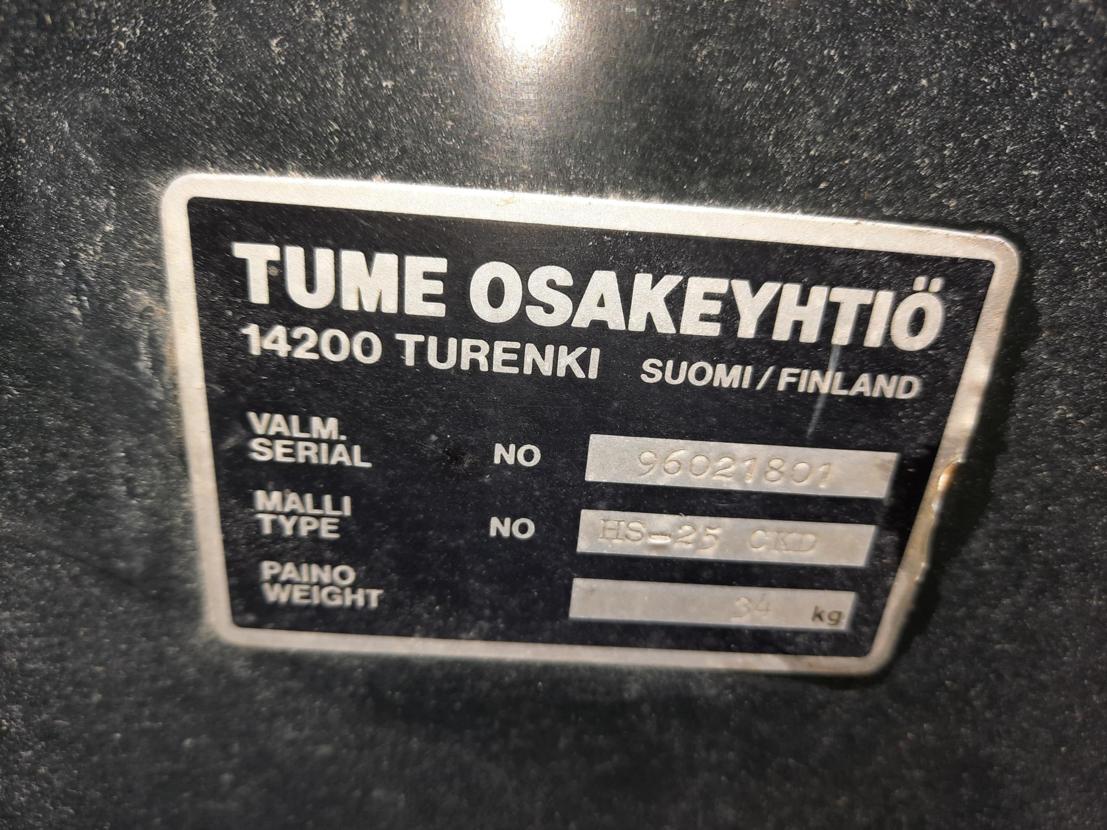 TUME OSAKEYHTIÖ
14200 TURENKI SUOMI / FINLAND
VALM.
SERIAL NO 96021801
MALLI
TYPE NO HS-25 CKD
PAINO
WEIGHT 34 kg